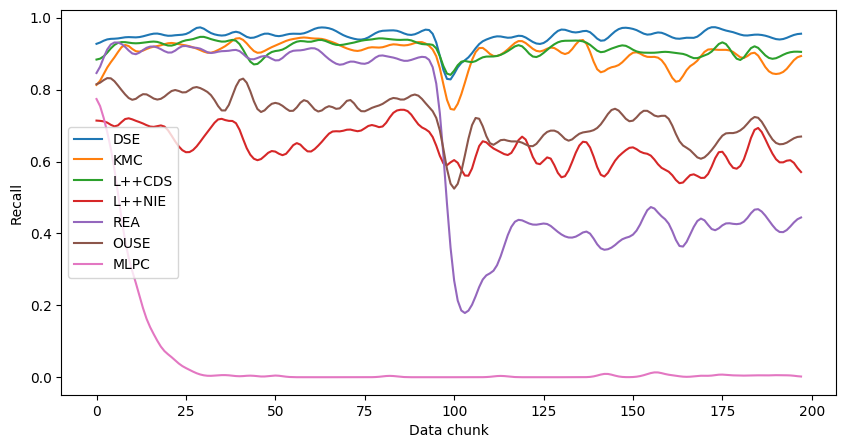 1.0
0.8
0.6
0.4
0.2
0.0
Recall
DSE
KMC
L++CDS
L++NIE
REA
OUSE
MLPC
0 25 50 75 100 125 150 175 200
Data chunk